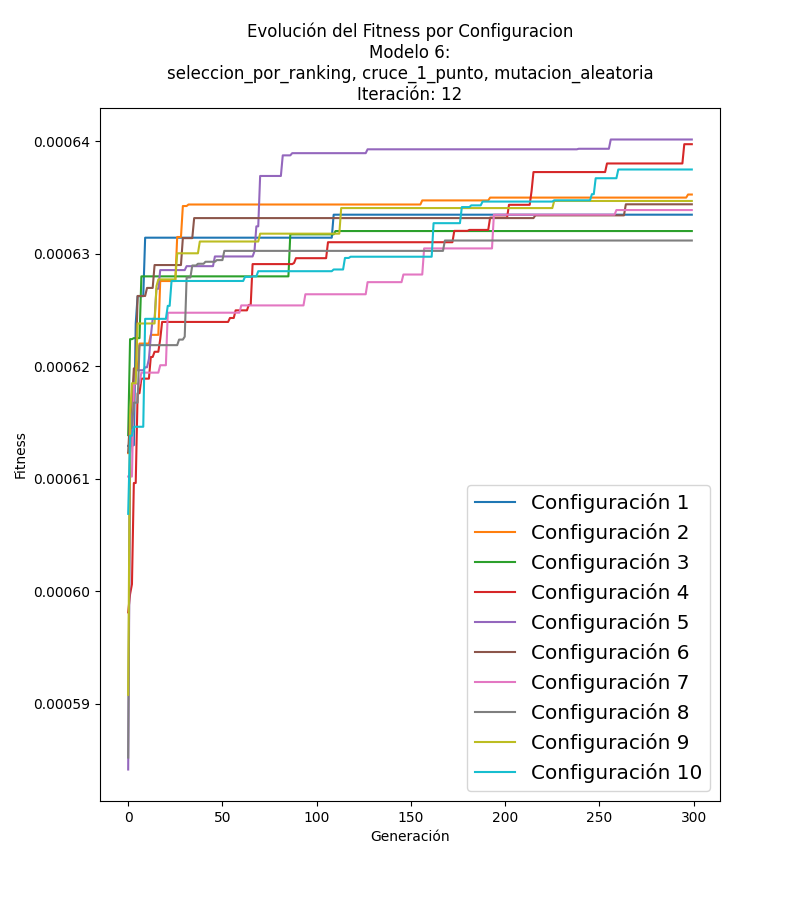 Evolución del Fitness por Configuracion
Modelo 6:
seleccion_por_ranking, cruce_1_punto, mutacion_aleatoria
Iteración: 12
0.00064
0.00063
0.00062
0.00061
0.00060
0.00059
Fitness
Configuración 1
Configuración 2
Configuración 3
Configuración 4
Configuración 5
Configuración 6
Configuración 7
Configuración 8
Configuración 9
Configuración 10
0 50 100 150 200 250 300
Generación